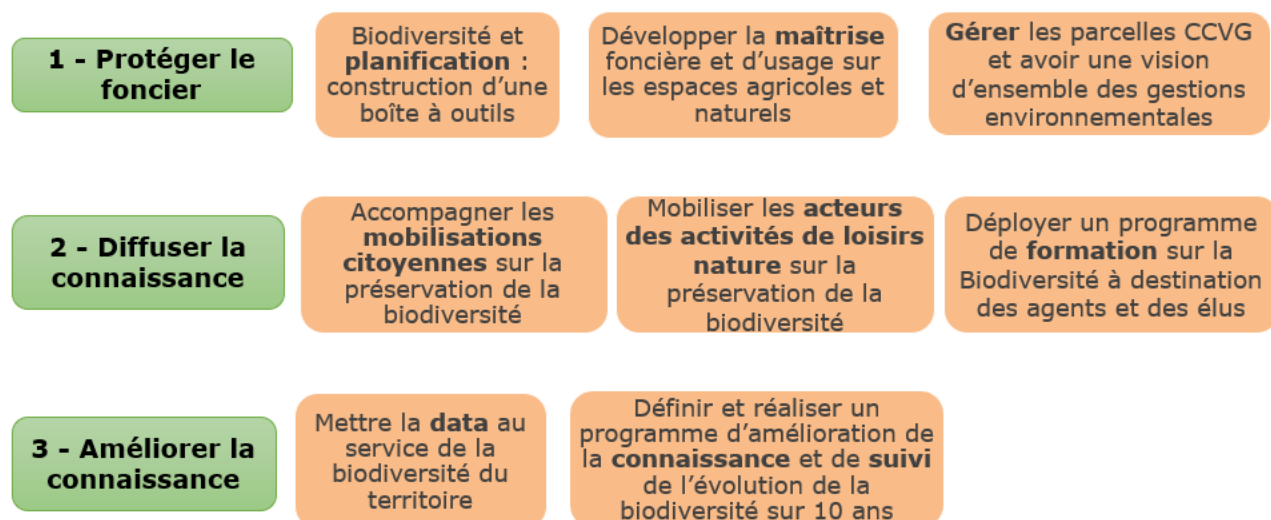 1 - Protéger le
foncier
Biodiversité et
planification :
construction d'une
boîte à outils
Développer la maîtrise
foncière et d'usage sur
les espaces agricoles et
naturels
Gérer les parcelles CCVG
et avoir une vision
d'ensemble des gestions
environnementales
2 - Diffuser la
connaissance
Accompagner les
mobilisations
citoyennes sur la
préservation de la
biodiversité
Mobiliser les acteurs
des activités de loisirs
nature sur la
préservation de la
biodiversité
Déployer un programme
de formation sur la
Biodiversité à destination
des agents et des élus
3 - Améliorer la
connaissance
Mettre la data au
service de la
biodiversité du
territoire
Définir et réaliser un
programme d'amélioration de
la connaissance et de suivi
de l'évolution de la
biodiversité sur 10 ans